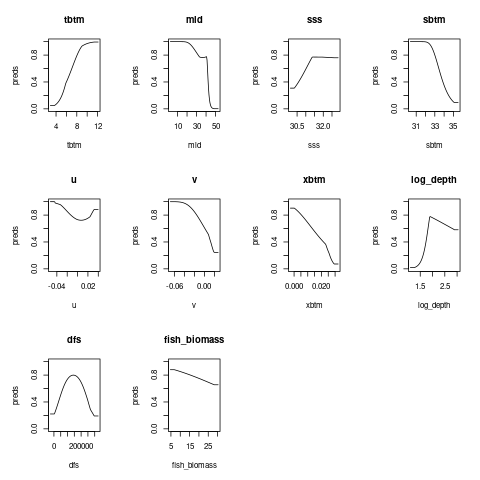 tbtm
mld
sss
sbtm
preds
0.0 0.4 0.8
4 6 8 10 12
tbtm
preds
0.0 0.4 0.8
10 30 50
mld
preds
0.0 0.4 0.8
30.5 32.0
sss
preds
0.0 0.4 0.8
31 33 35
sbtm
u
v
xbtm
log_depth
preds
0.0 0.4 0.8
-0.04 0.02
u
preds
0.0 0.4 0.8
-0.06 0.00
v
preds
0.0 0.4 0.8
0.000 0.020
xbtm
preds
0.0 0.4 0.8
1.5 2.5
log_depth
dfs
fish_biomass
preds
0.0 0.4 0.8
0 200000
dfs
preds
0.0 0.4 0.8
5 15 25
fish_biomass